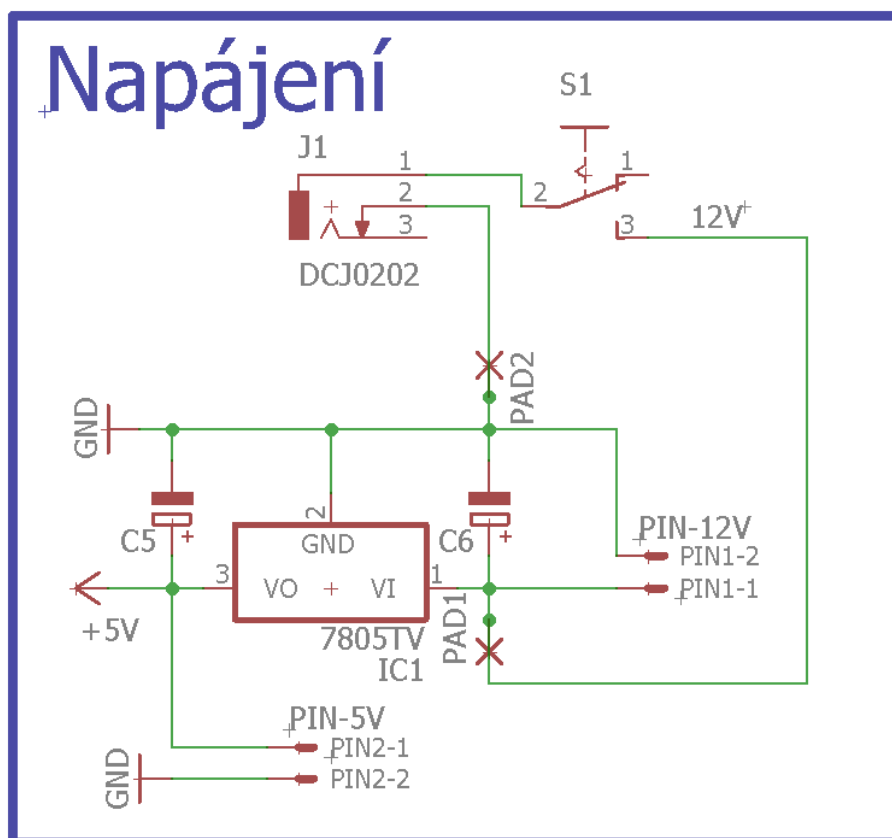 Napájení
S1
J1
1
2
3
2
1
3
12V
DCJ0202
PAD2
GND
C5
2
GND
C6
PIN-12V
PIN1-2
PIN1-1
3
VO
VI
1
+5V
7805TV
IC1
PAD1
PIN-5V
PIN2-1
PIN2-2
GND